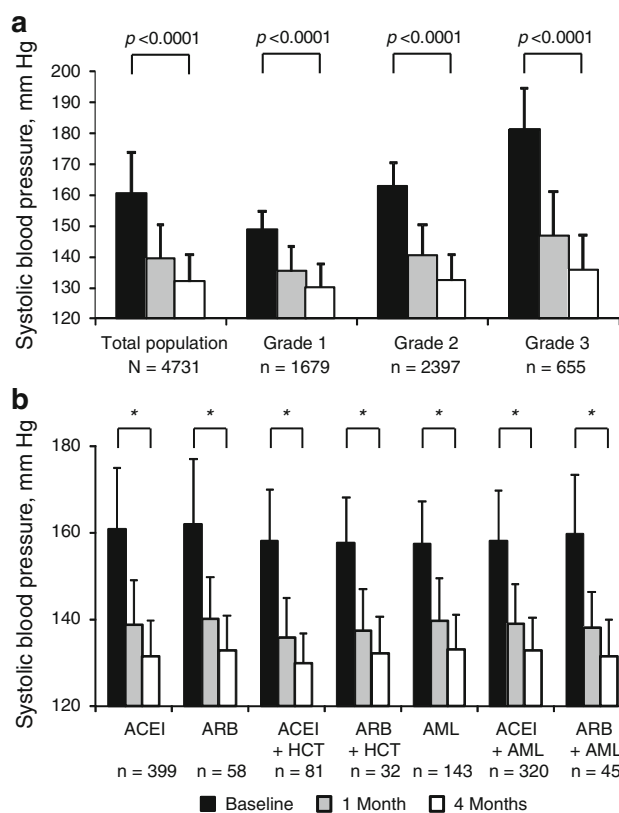 a
p <0.0001 p <0.0001 p <0.0001 p <0.0001
Systolic blood pressure, mm Hg
200
190
180
170
160
150
140
130
120
Total population Grade 1 Grade 2 Grade 3
N = 4731 n = 1679 n = 2397 n = 655
b
* * * * * * *
Systolic blood pressure, mm Hg
180
160
140
120
ACEI ARB ACEI ARB AML ACEI ARB
+ HCT + HCT + AML + AML
n = 399 n = 58 n = 81 n = 32 n = 143 n = 320 n = 45
Baseline 1 Month 4 Months